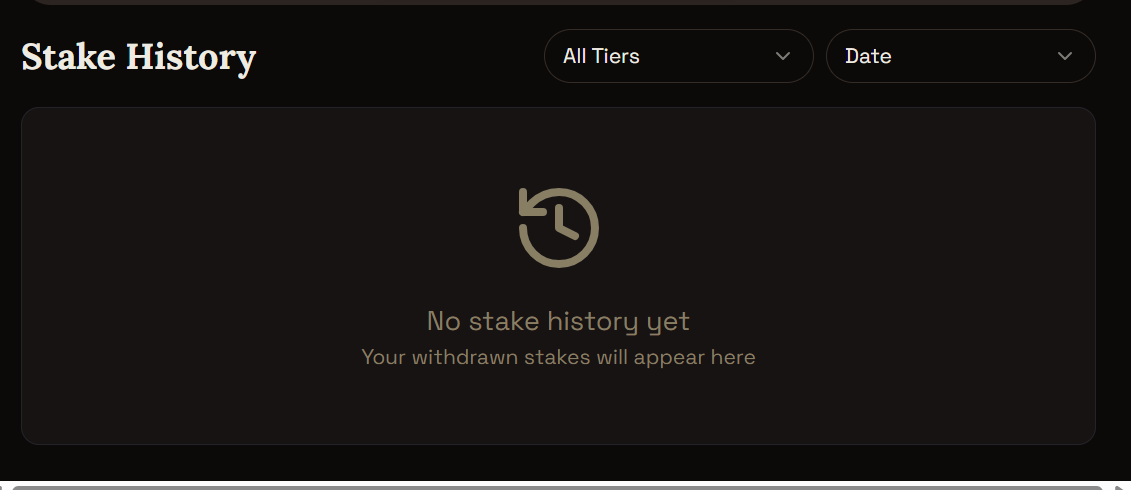 Stake History
All Tiers
Date
No stake history yet
Your withdrawn stakes will appear here